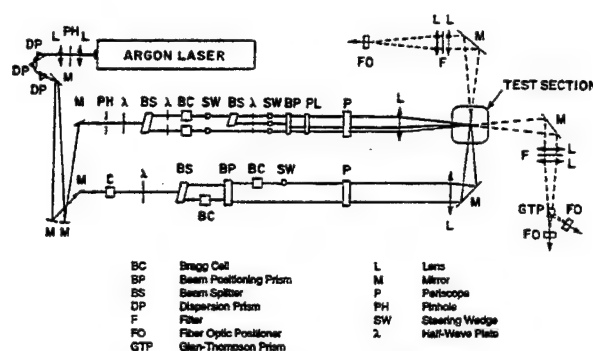 L PH L
ARGON LASER
DP
DP
DP
M
L L
M
FO
F
TEST SECTION
M PH λ BS BC SW BS λ SW BP PL P L
M
F
L
L
M C λ BS BP BC SW P
BC
M
L
GTP FO
FO
M M
BC Bragg Cell
BP Beam Positioning Prism
BS Beam Splitter
DP Dispersion Prism
F Filter
FO Fiber Optic Positioner
GTP Glan-Thompson Prism
L Lens
M Mirror
P Periscope
PH Pinhole
SW Steering Wedge
λ Half-Wave Plate